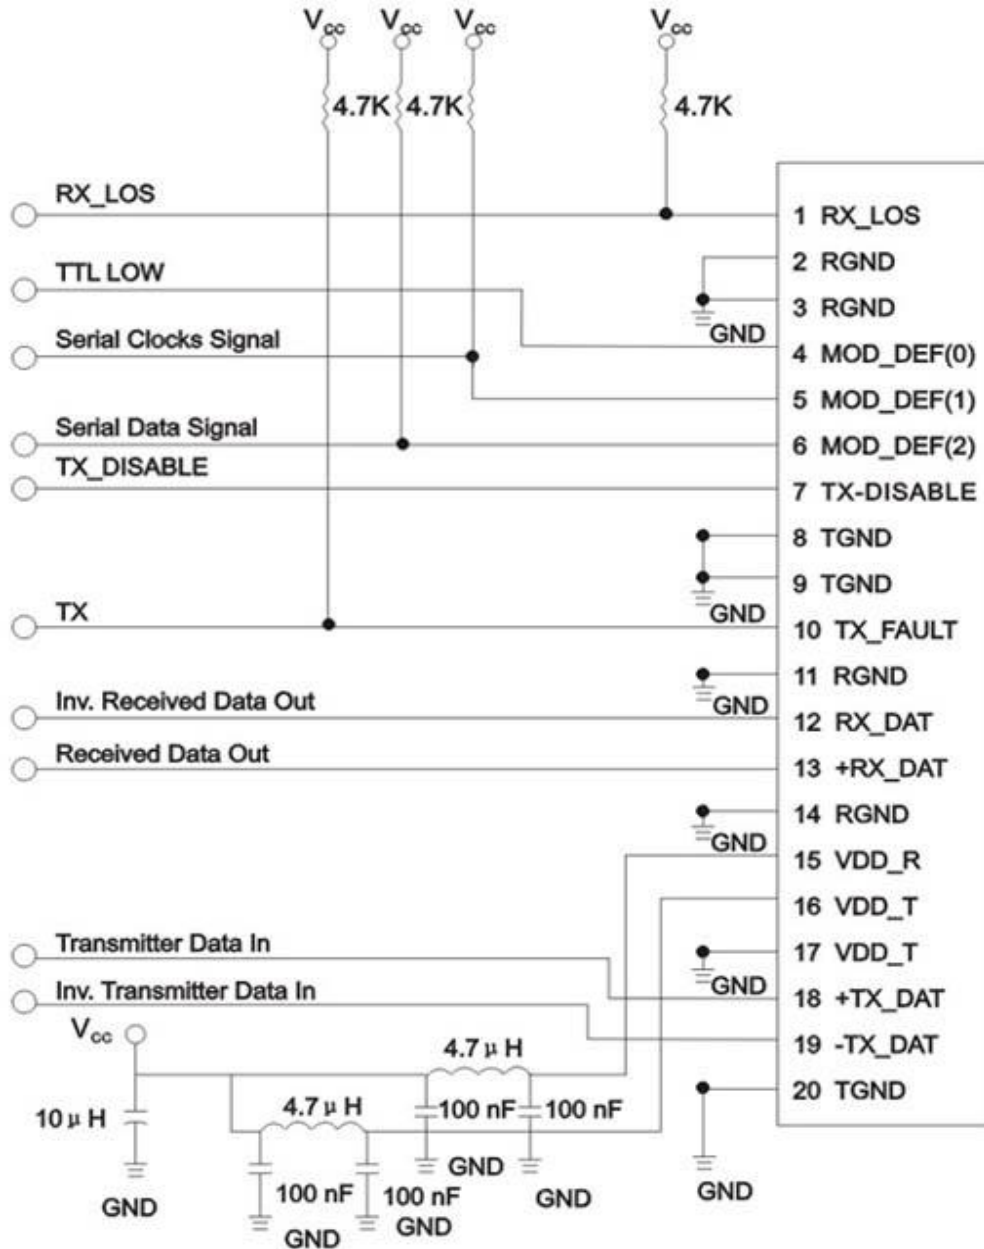 Vcc Vcc Vcc Vcc
4.7K 4.7K 4.7K
RX_LOS
1 RX_LOS
2 RGND
TTL LOW
3 RGND
GND
Serial Clocks Signal
4 MOD_DEF(0)
5 MOD_DEF(1)
Serial Data Signal
6 MOD_DEF(2)
TX_DISABLE
7 TX-DISABLE
8 TGND
9 TGND
GND
TX
10 TX_FAULT
11 RGND
GND
Inv. Received Data Out
12 RX_DAT
Received Data Out
13 +RX_DAT
14 RGND
GND
15 VDD_R
16 VDD_T
Transmitter Data In
17 VDD_T
GND
Inv. Transmitter Data In
18 +TX_DAT
Vcc
19 -TX_DAT
4.7 μ H
20 TGND
10 μ H
4.7 μ H
100 nF 100 nF
GND
GND
GND
GND
100 nF 100 nF
GND
GND